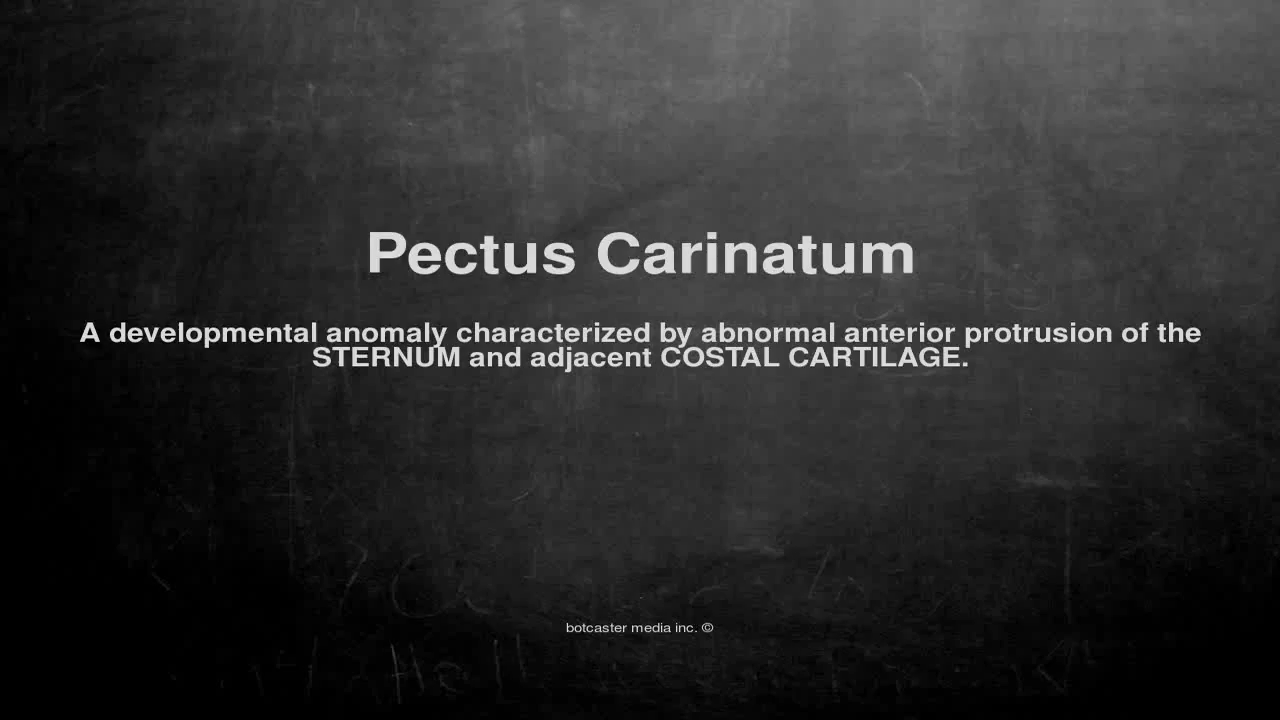 Pectus Carinatum
A developmental anomaly characterized by abnormal anterior protrusion of the
STERNUM and adjacent COSTAL CARTILAGE.
botcaster media inc. ©